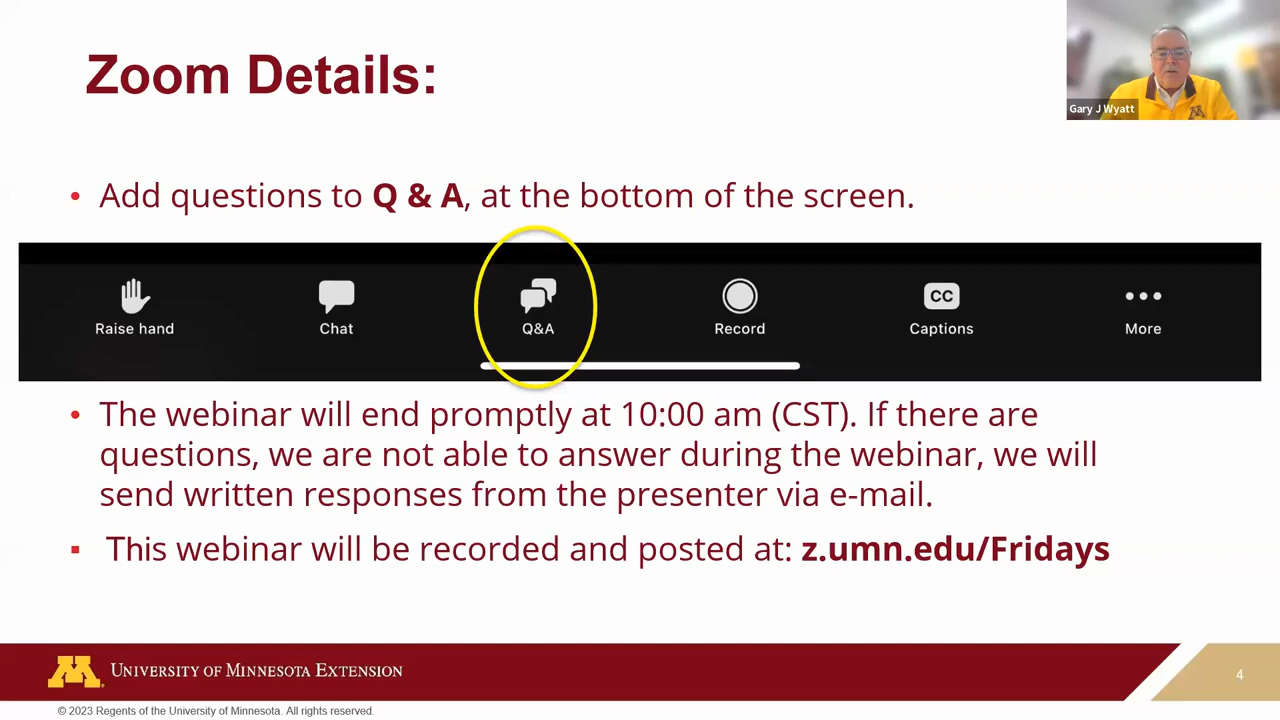 Zoom Details:
Gary J Wyatt
• Add questions to Q & A, at the bottom of the screen.
Raise hand
Chat
Q&A
Record
CC
Captions
More
• The webinar will end promptly at 10:00 am (CST). If there are
questions, we are not able to answer during the webinar, we will
send written responses from the presenter via e-mail.
▪ This webinar will be recorded and posted at: z.umn.edu/Fridays
M
UNIVERSITY OF MINNESOTA EXTENSION
4
© 2023 Regents of the University of Minnesota. All rights reserved.